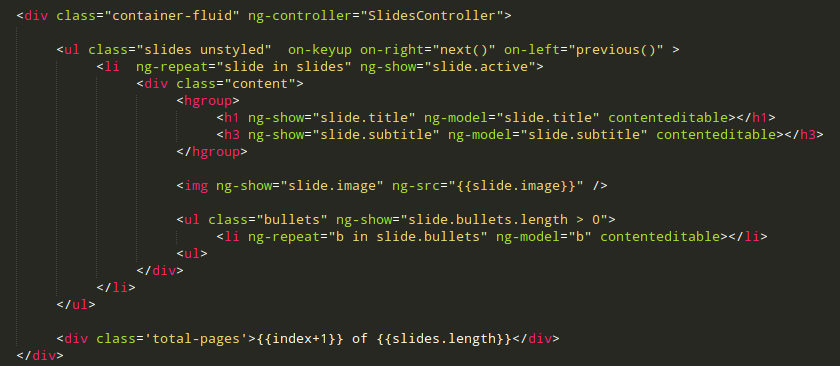 <div class="container-fluid" ng-controller="SlidesController">
<ul class="slides unstyled"  on-keyup on-right="next()" on-left="previous()" >
<li  ng-repeat="slide in slides" ng-show="slide.active">
<div class="content">
<hgroup>
<h1 ng-show="slide.title" ng-model="slide.title" contenteditable></h1>
<h3 ng-show="slide.subtitle" ng-model="slide.subtitle" contenteditable></h3>
</hgroup>
<img ng-show="slide.image" ng-src="{{slide.image}}" />
<ul class="bullets" ng-show="slide.bullets.length > 0">
<li ng-repeat="b in slide.bullets" ng-model="b" contenteditable></li>
<ul>
</div>
</li>
</ul>
<div class='total-pages'>{{index+1}} of {{slides.length}}</div>
</div>